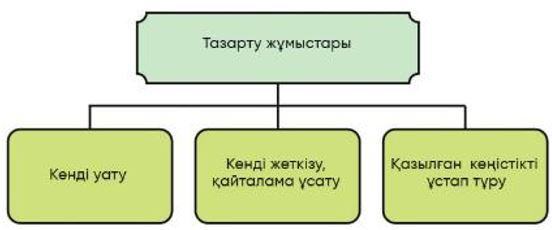 Тазарту жұмыстары
Кенді уату
Кенді жеткізу,
қайталама ұсату
Қазылған кеңістікті
ұстап тұру